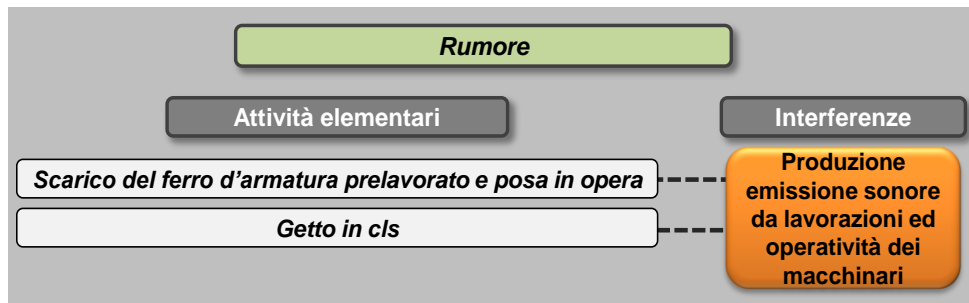 Rumore
Attività elementari
Interferenze
Scarico del ferro d'armatura prelavorato e posa in opera
Getto in cls
Produzione
emissione sonore
da lavorazioni ed
operatività dei
macchinari